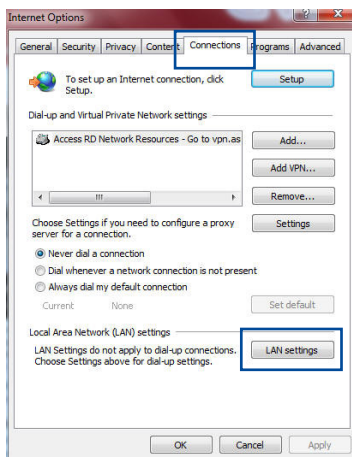 Internet Options
General Security Privacy Content Connections Programs Advanced
To set up an Internet connection, click
Setup.
Setup
Dial-up and Virtual Private Network settings
Access RD Network Resources - Go to vpn.as
Add...
Add VPN...
Remove...
Choose Settings if you need to configure a proxy
server for a connection.
Settings
Never dial a connection
Dial whenever a network connection is not present
Always dial my default connection
Current None
Set default
Local Area Network (LAN) settings
LAN Settings do not apply to dial-up connections.
Choose Settings above for dial-up settings.
LAN settings
OK Cancel Apply